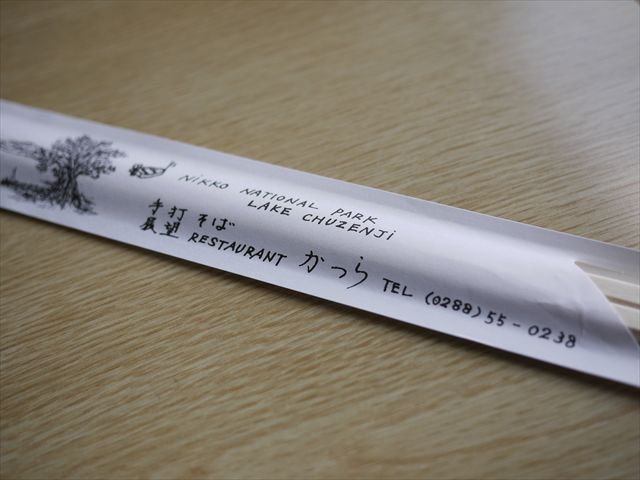 NiKKO NATIONAL PARK
LAKE CHUZENJi
手打そば
展望 RESTAURANT かつら TEL (0288) 55-0238